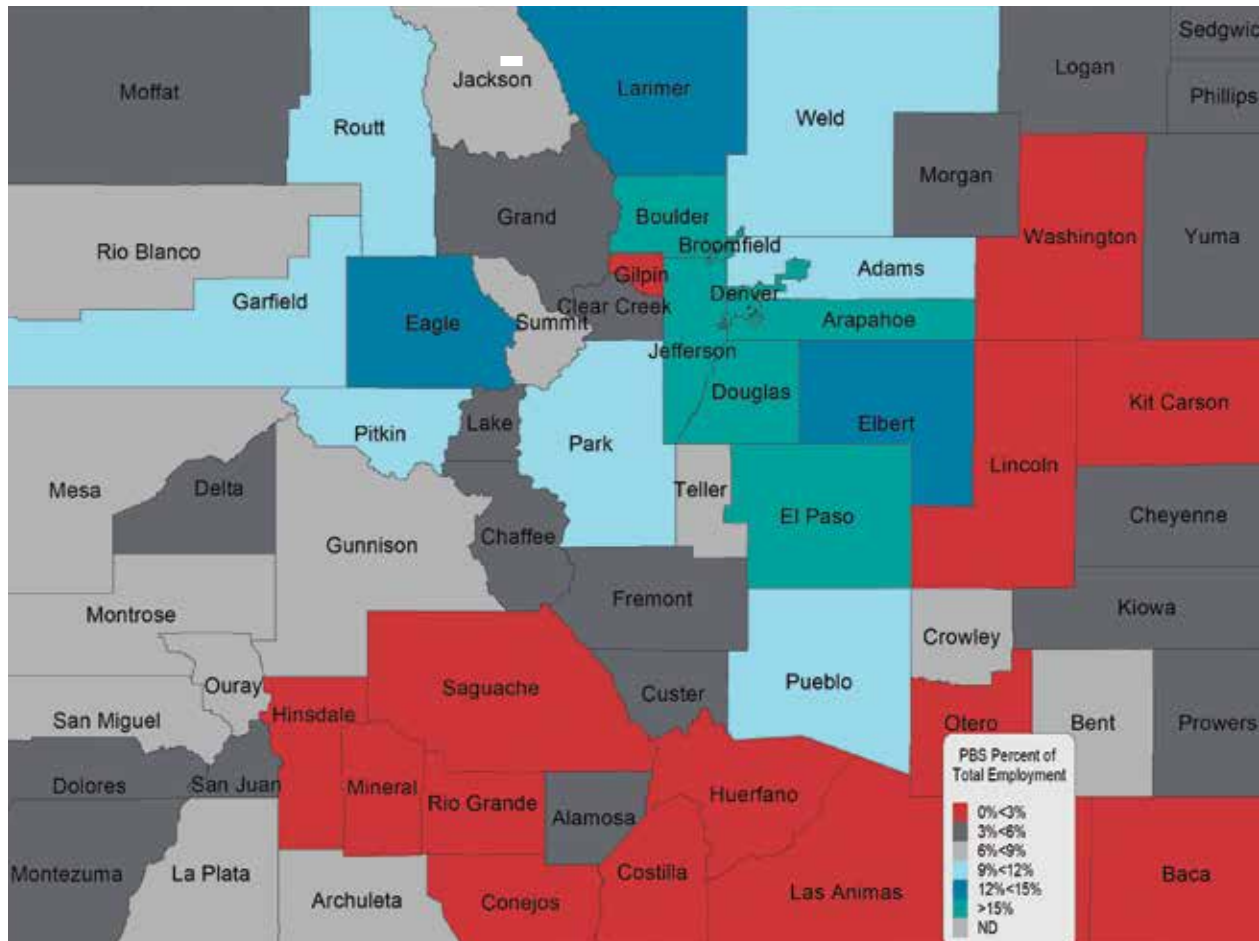 Sedgwic
Logan
Jackson
Larimer
Moffat
Phillips
Weld
Routt
Morgan
Grand
Boulder
Washington
Yuma
Broomfield
Rio Blanco
Adams
Gilpin
Garfield
Denver
Clear Creek
Eagle
Summit
Arapahoe
Jefferson
Douglas
Kit Carson
Elbert
Lake
Pitkin
Park
Lincoln
Mesa
Delta
Teller
El Paso
Cheyenne
Chaffee
Gunnison
Fremont
Kiowa
Montrose
Crowley
Ouray
Saguache
Pueblo
Custer
Hinsdale
San Miguel
Otero
Bent
Prowers
PBS Percent of
Total Employment
0%<3%
3%<6%
6%<9%
9%<12%
12%<15%
>15%
ND
Dolores
San Juan
Mineral
Rio Grande
Huerfano
Alamosa
Montezuma
La Plata
Costilla
Las Animas
Baca
Archuleta
Conejos